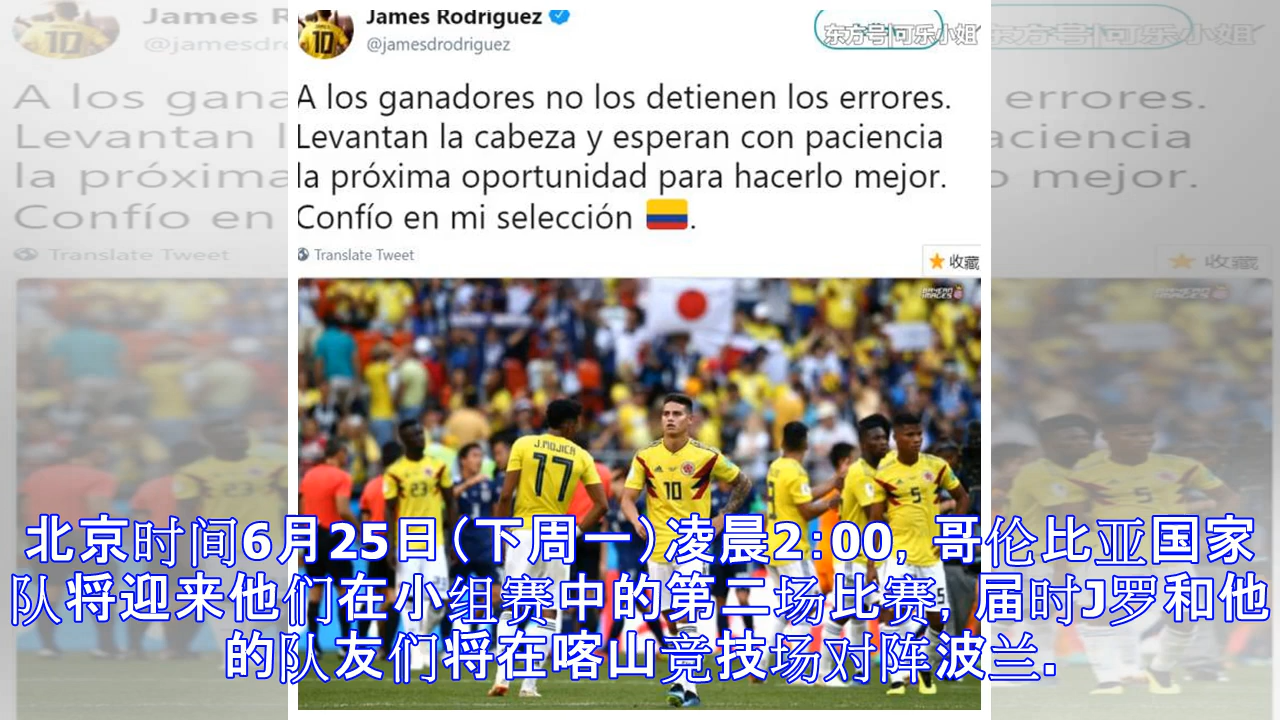 James Rodríguez
@jamesdrodriguez
东方号|可乐小姐
A los ganadores no los detienen los errores.
Levantan la cabeza y esperan con paciencia
la próxima oportunidad para hacerlo mejor.
Confío en mi selección 🇨🇴.
Translate Tweet
收藏
BAYEAN
IMAGES
J.MOJICA
17
10
5
北京时间6月25日(下周一)凌晨2:00, 哥伦比亚国家
队将迎来他们在小组赛中的第二场比赛, 届时J罗和他
的队友们将在喀山竞技场对阵波兰.